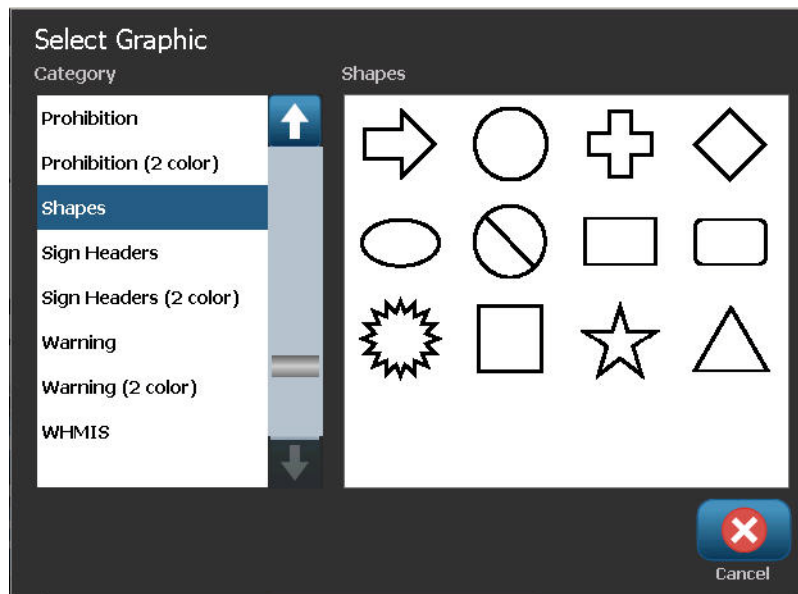 Select Graphic
Category
Shapes
Prohibition
Prohibition (2 color)
Shapes
Sign Headers
Sign Headers (2 color)
Warning
Warning (2 color)
WHMIS
Cancel